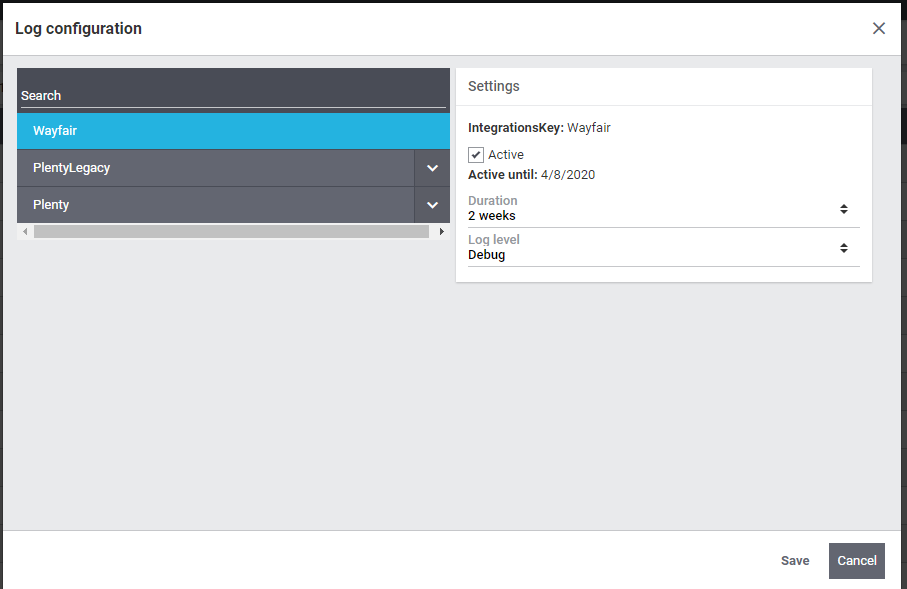 Log configuration
Search
Wayfair
PlentyLegacy
Plenty
Settings
IntegrationsKey: Wayfair
Active
Active until: 4/8/2020
Duration
2 weeks
Log level
Debug
Save
Cancel